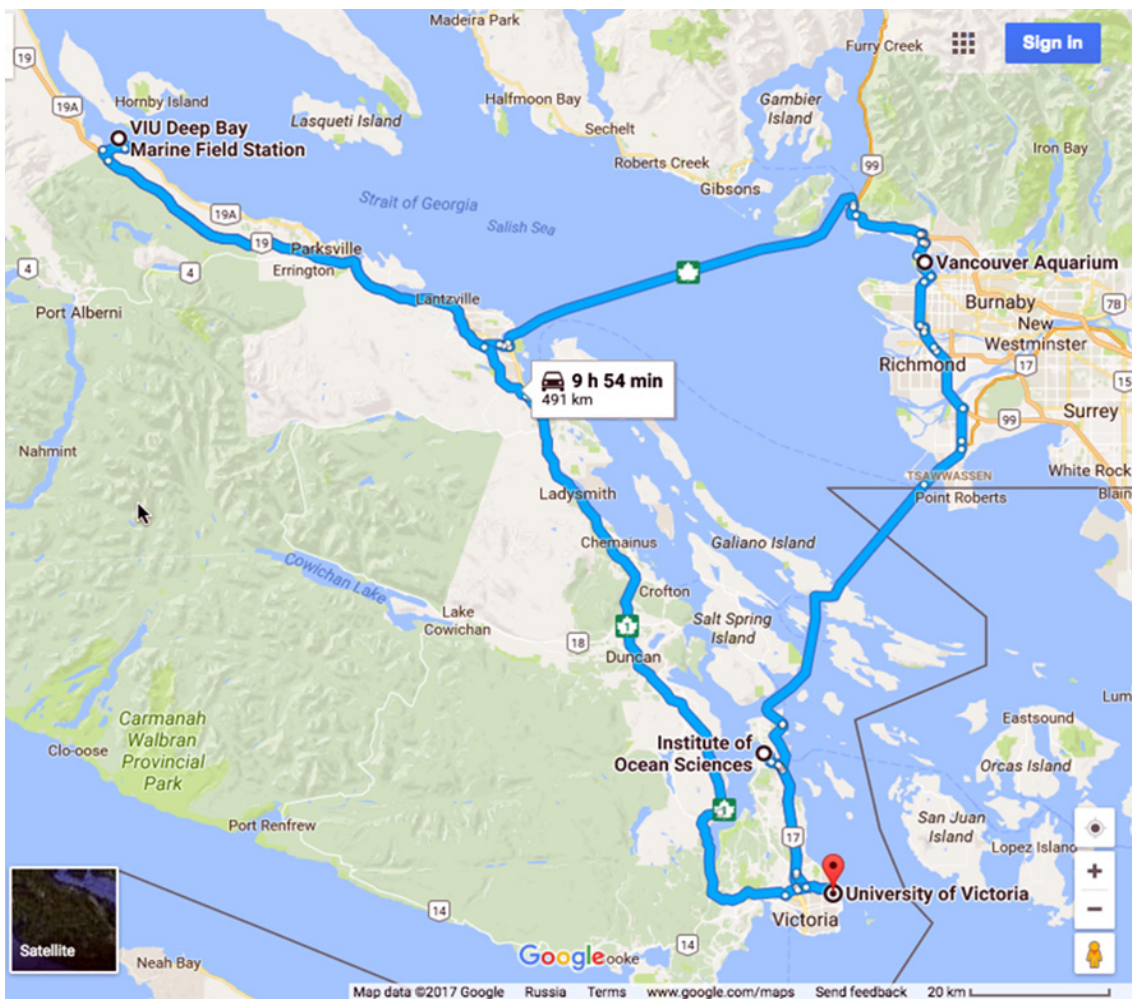 Madeira Park
Furry Creek
Sign in
19
19A
Hornby Island
Halfmoon Bay
Gambier
Island
VIU Deep Bay
Marine Field Station
Lasqueti Island
Sechelt
Iron Bay
Roberts Creek
99
Gibsons
19A
Strait of Georgia
Salish Sea
19
Parksville
Errington
4
4
Vancouver Aquarium
Port Alberni
Lantzville
Burnaby
7B
New
Westminster
Richmond
17
9 h 54 min
491 km
15
99
Surrey
Nahmint
White Rock
TSAWWASSEN
Point Roberts
Blain
Ladysmith
Chemainus
Galiano Island
Cowichan Lake
Crofton
Lake
Cowichan
Salt Spring
Island
1
18
Duncan
Lum
Carmanah
Walbran
Provincial
Park
Clo-oose
Eastsound
Institute of
Ocean Sciences
Orcas Island
1
Port Renfrew
San Juan
Island
17
Lopez Island
University of Victoria
14
Victoria
14
Satellite
Google
ooke
Neah Bay
Map data ©2017 Google Russia Terms www.google.com/maps Send feedback 20 km